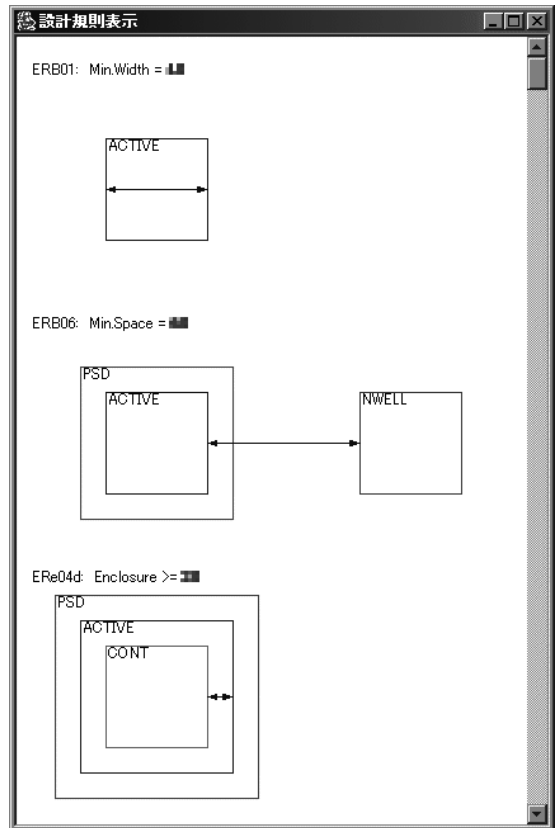 設計規則表示
ERB01: Min.Width =
ACTIVE
ERB06: Min.Space =
PSD
ACTIVE
NWELL
ERe04d: Enclosure >=
PSD
ACTIVE
CONT